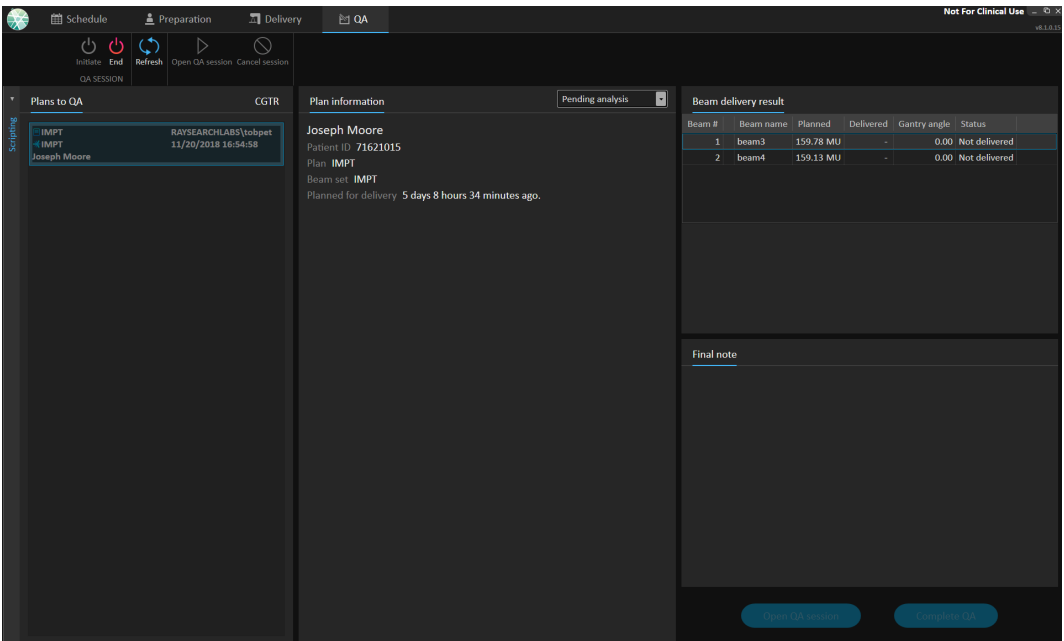 Schedule Preparation Delivery QA Not For Clinical Use
v8.1.0.15
Initiate End Refresh Open QA session Cancel session
QA SESSION
Scripting
Plans to QA CGTR
IMPT RAYSEARCHLABS\tobpet
IMPT 11/20/2018 16:54:58
Joseph Moore
Plan information Pending analysis
Joseph Moore
Patient ID 71621015
Plan IMPT
Beam set IMPT
Planned for delivery 5 days 8 hours 34 minutes ago.
Beam delivery result
Beam # Beam name Planned Delivered Gantry angle Status
1 beam3 159.78 MU - 0.00 Not delivered
2 beam4 159.13 MU - 0.00 Not delivered
Final note
Open QA session Complete QA